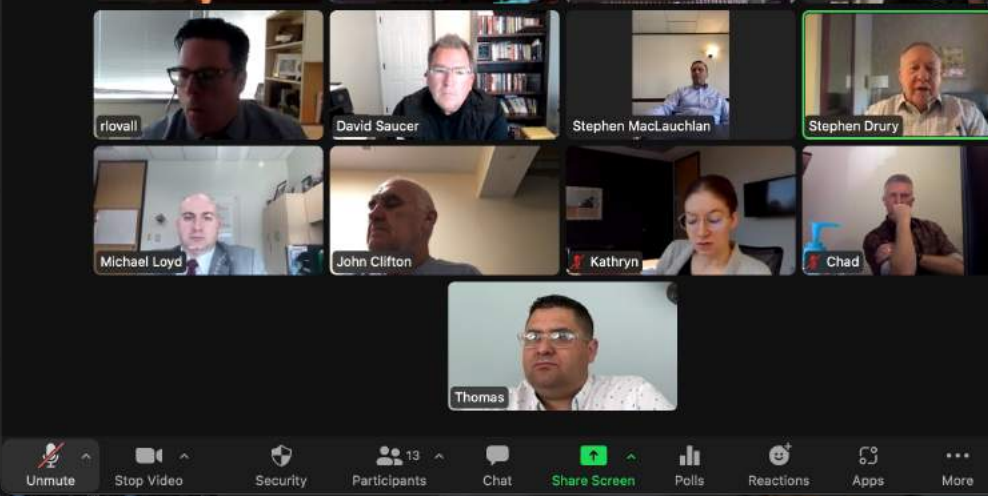 rlovall
David Saucer
Stephen MacLauchlan
Stephen Drury
Michael Loyd
John Clifton
Kathryn
Chad
Thomas
Unmute
Stop Video
Security
Participants
13
Chat
Share Screen
Polls
Reactions
Apps
More